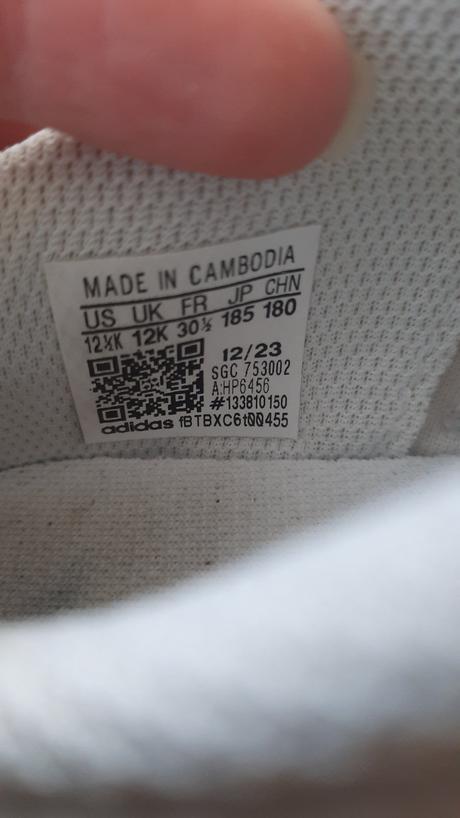 MADE IN CAMBODIA
US UK FR JP CHN
12½K 12K 30½ 185 180
12/23
SGC 753002
A:HP6456
#133810150
adidas fBTBXC6t00455